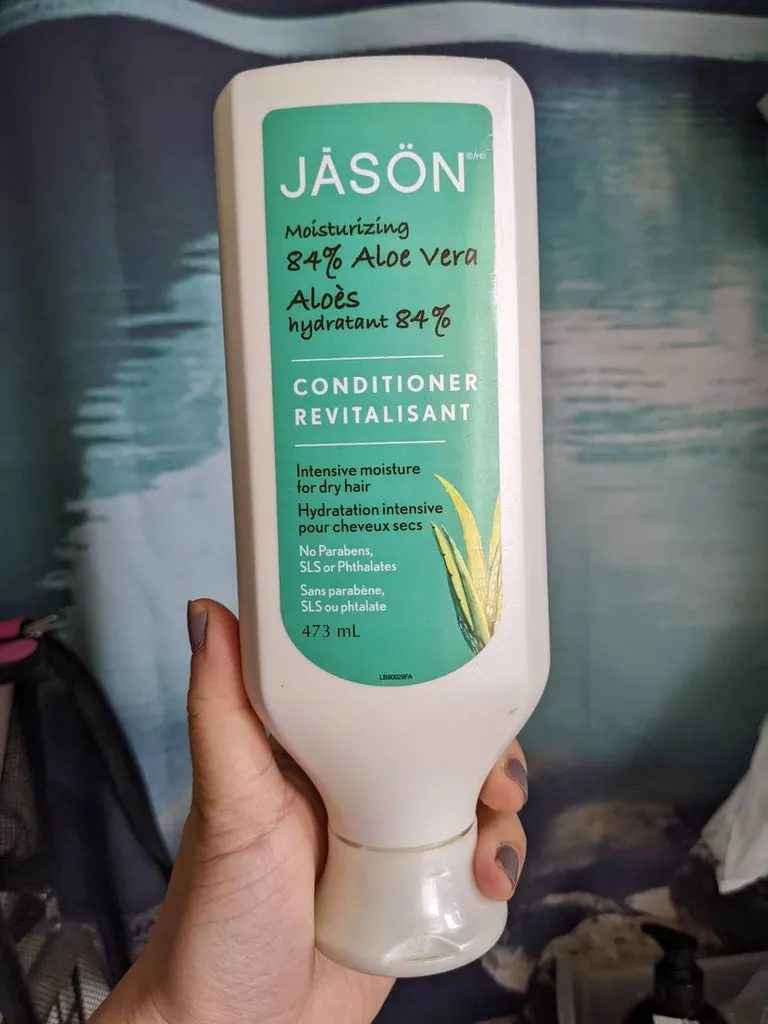 JĀSÖN ®/MD
Moisturizing
84% Aloe Vera
Aloès
hydratant 84%
CONDITIONER
REVITALISANT
Intensive moisture
for dry hair
Hydratation intensive
pour cheveux secs
No Parabens,
SLS or Phthalates
Sans parabène,
SLS ou phtalate
473 mL
LB80029FA